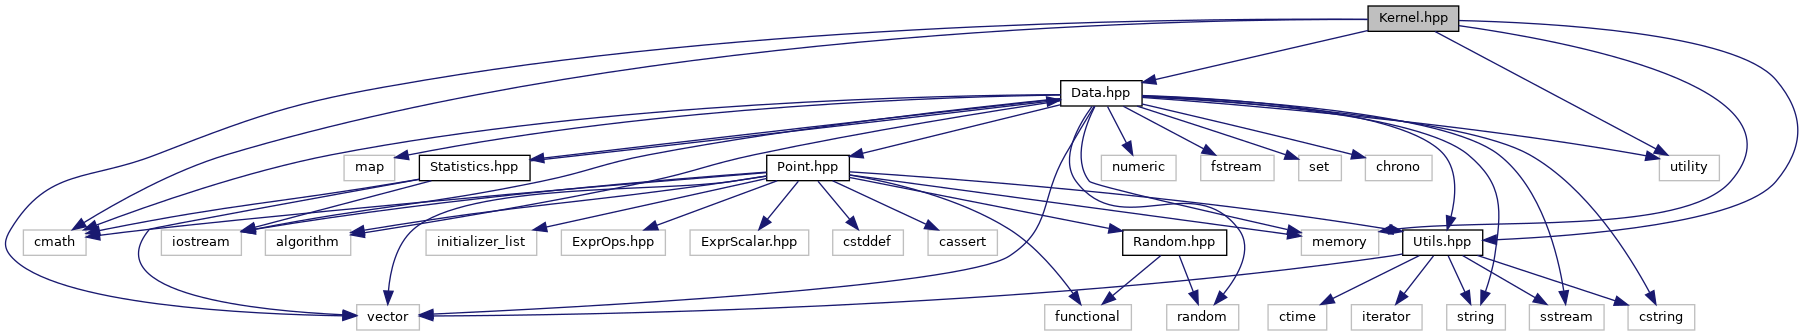 Kernel.hpp
Data.hpp
map
Statistics.hpp
Point.hpp
numeric
fstream
set
chrono
utility
cmath
iostream
algorithm
initializer_list
ExprOps.hpp
ExprScalar.hpp
cstddef
cassert
Random.hpp
memory
Utils.hpp
vector
functional
random
ctime
iterator
string
sstream
cstring